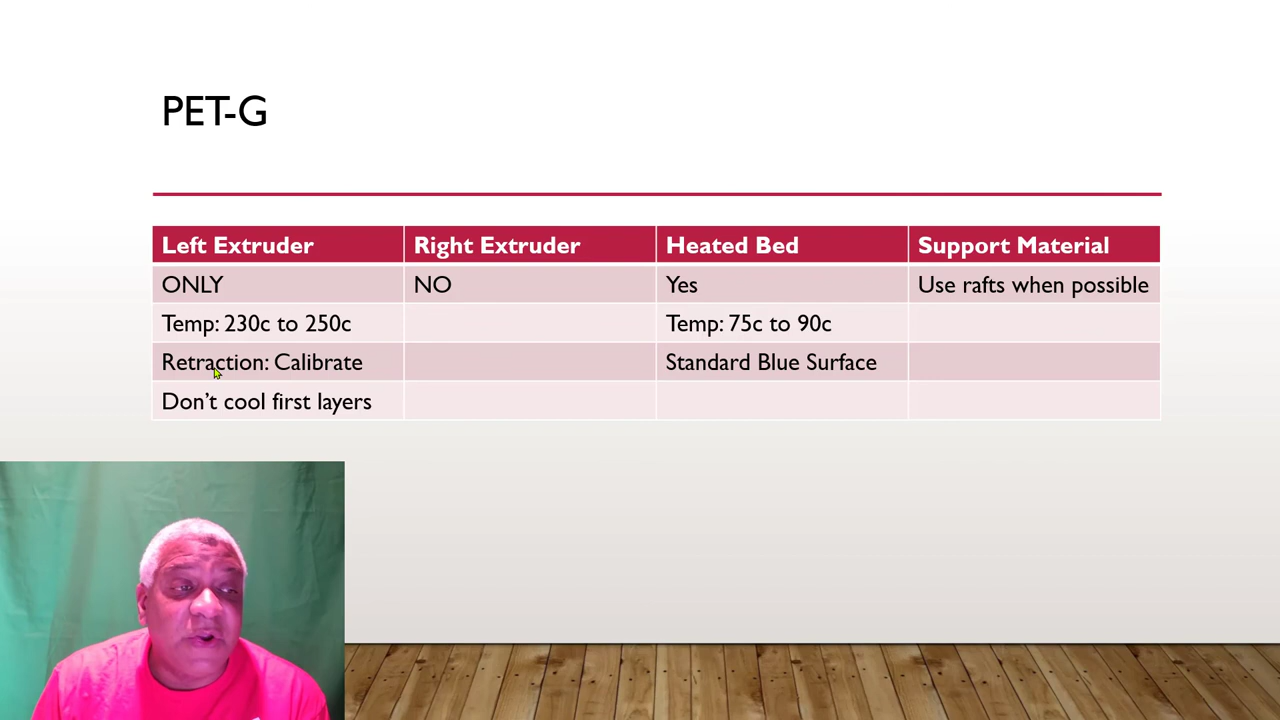 PET-G
Left Extruder Right Extruder Heated Bed Support Material
ONLY NO Yes Use rafts when possible
Temp: 230c to 250c Temp: 75c to 90c
Retraction: Calibrate Standard Blue Surface
Don't cool first layers